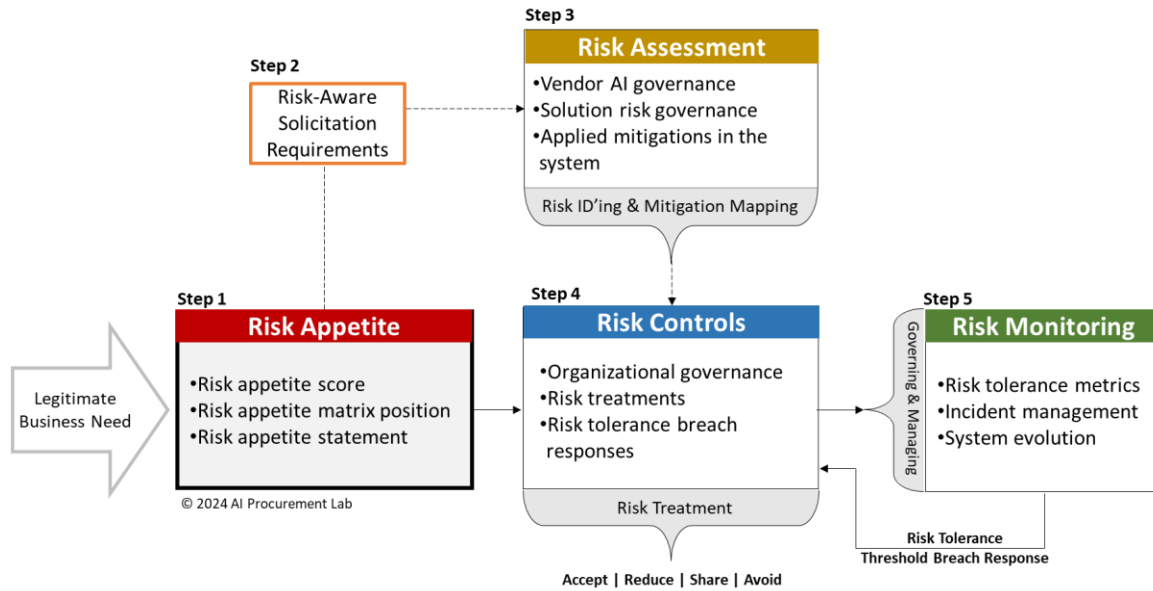 Step 3
Risk Assessment
•Vendor AI governance
•Solution risk governance
•Applied mitigations in the
system
Risk ID'ing & Mitigation Mapping
Step 2
Risk-Aware
Solicitation
Requirements
Legitimate
Business Need
Step 1
Risk Appetite
•Risk appetite score
•Risk appetite matrix position
•Risk appetite statement
© 2024 AI Procurement Lab
Step 4
Risk Controls
•Organizational governance
•Risk treatments
•Risk tolerance breach
responses
Risk Treatment
Accept | Reduce | Share | Avoid
Step 5
Governing & Managing
Risk Monitoring
•Risk tolerance metrics
•Incident management
•System evolution
Risk Tolerance
Threshold Breach Response